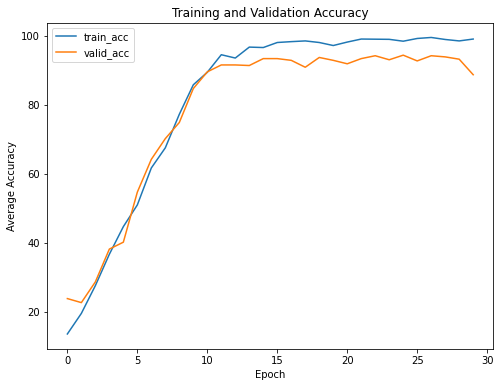 Training and Validation Accuracy
train_acc
valid_acc
100
80
60
40
20
Average Accuracy
0 5 10 15 20 25 30
Epoch